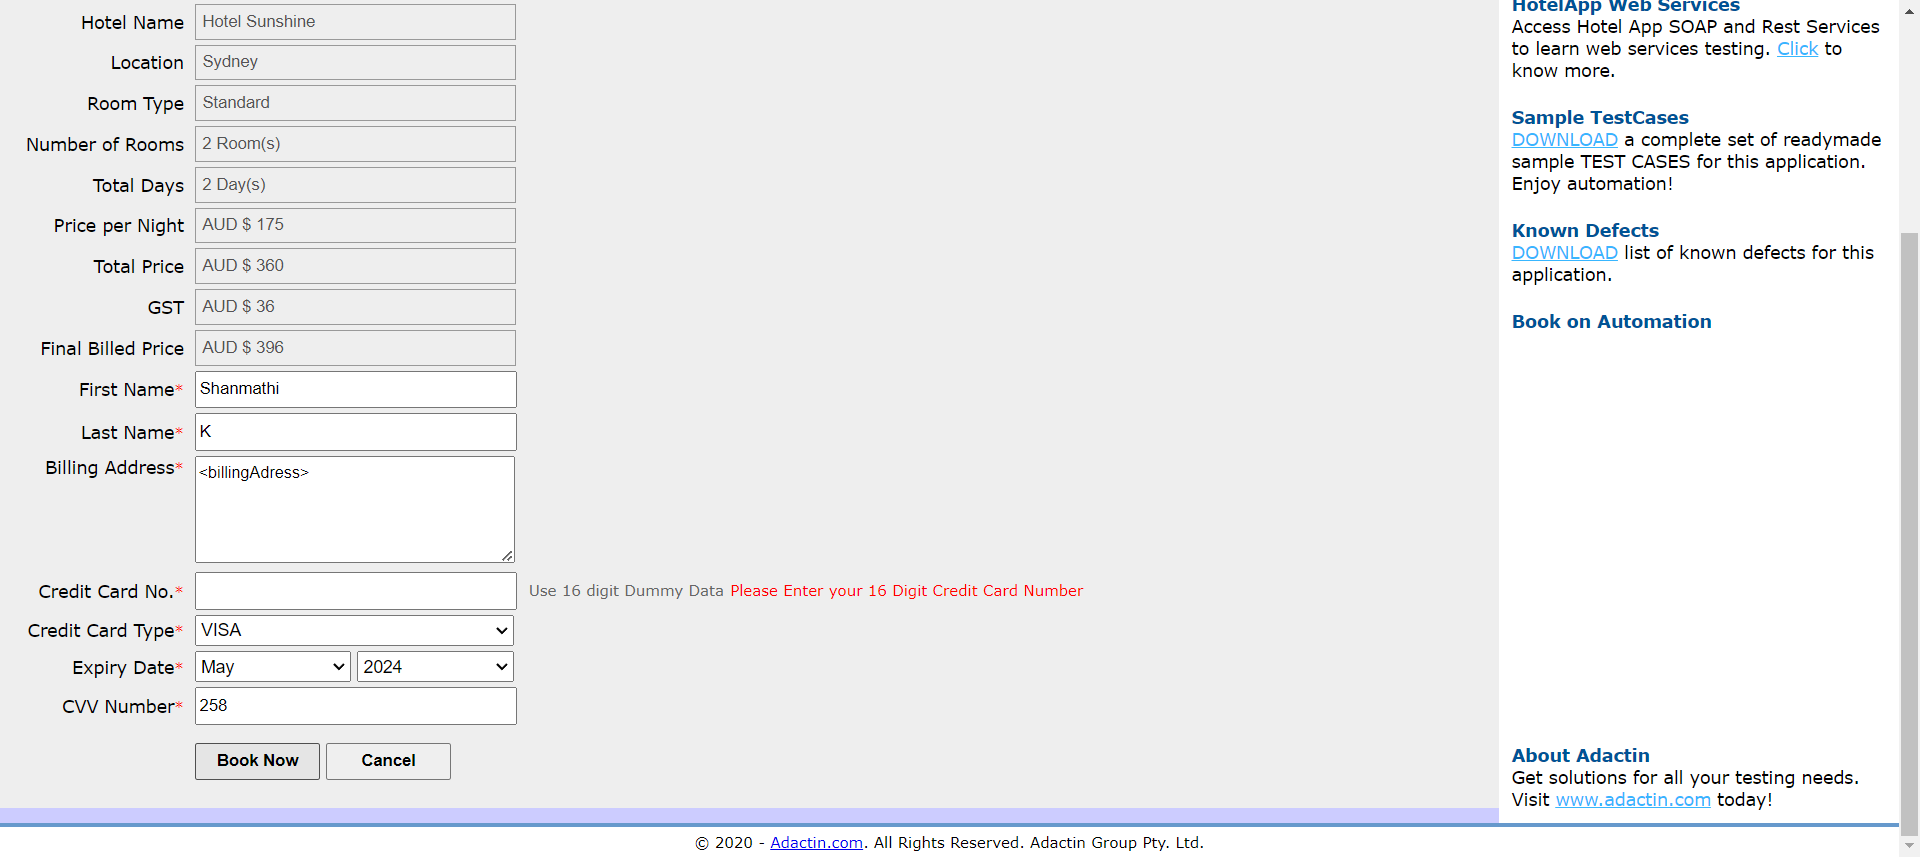 Hotel Name Hotel Sunshine
Location Sydney
Room Type Standard
Number of Rooms 2 Room(s)
Total Days 2 Day(s)
Price per Night AUD $ 175
Total Price AUD $ 360
GST AUD $ 36
Final Billed Price AUD $ 396
First Name* Shanmathi
Last Name* K
Billing Address* <billingAdress>
Credit Card No.* Use 16 digit Dummy Data Please Enter your 16 Digit Credit Card Number
Credit Card Type* VISA
Expiry Date* May 2024
CVV Number* 258
Book Now Cancel
HotelApp Web Services
Access Hotel App SOAP and Rest Services
to learn web services testing. Click to
know more.
Sample TestCases
DOWNLOAD a complete set of readymade
sample TEST CASES for this application.
Enjoy automation!
Known Defects
DOWNLOAD list of known defects for this
application.
Book on Automation
About Adactin
Get solutions for all your testing needs.
Visit www.adactin.com today!
© 2020 - Adactin.com. All Rights Reserved. Adactin Group Pty. Ltd.